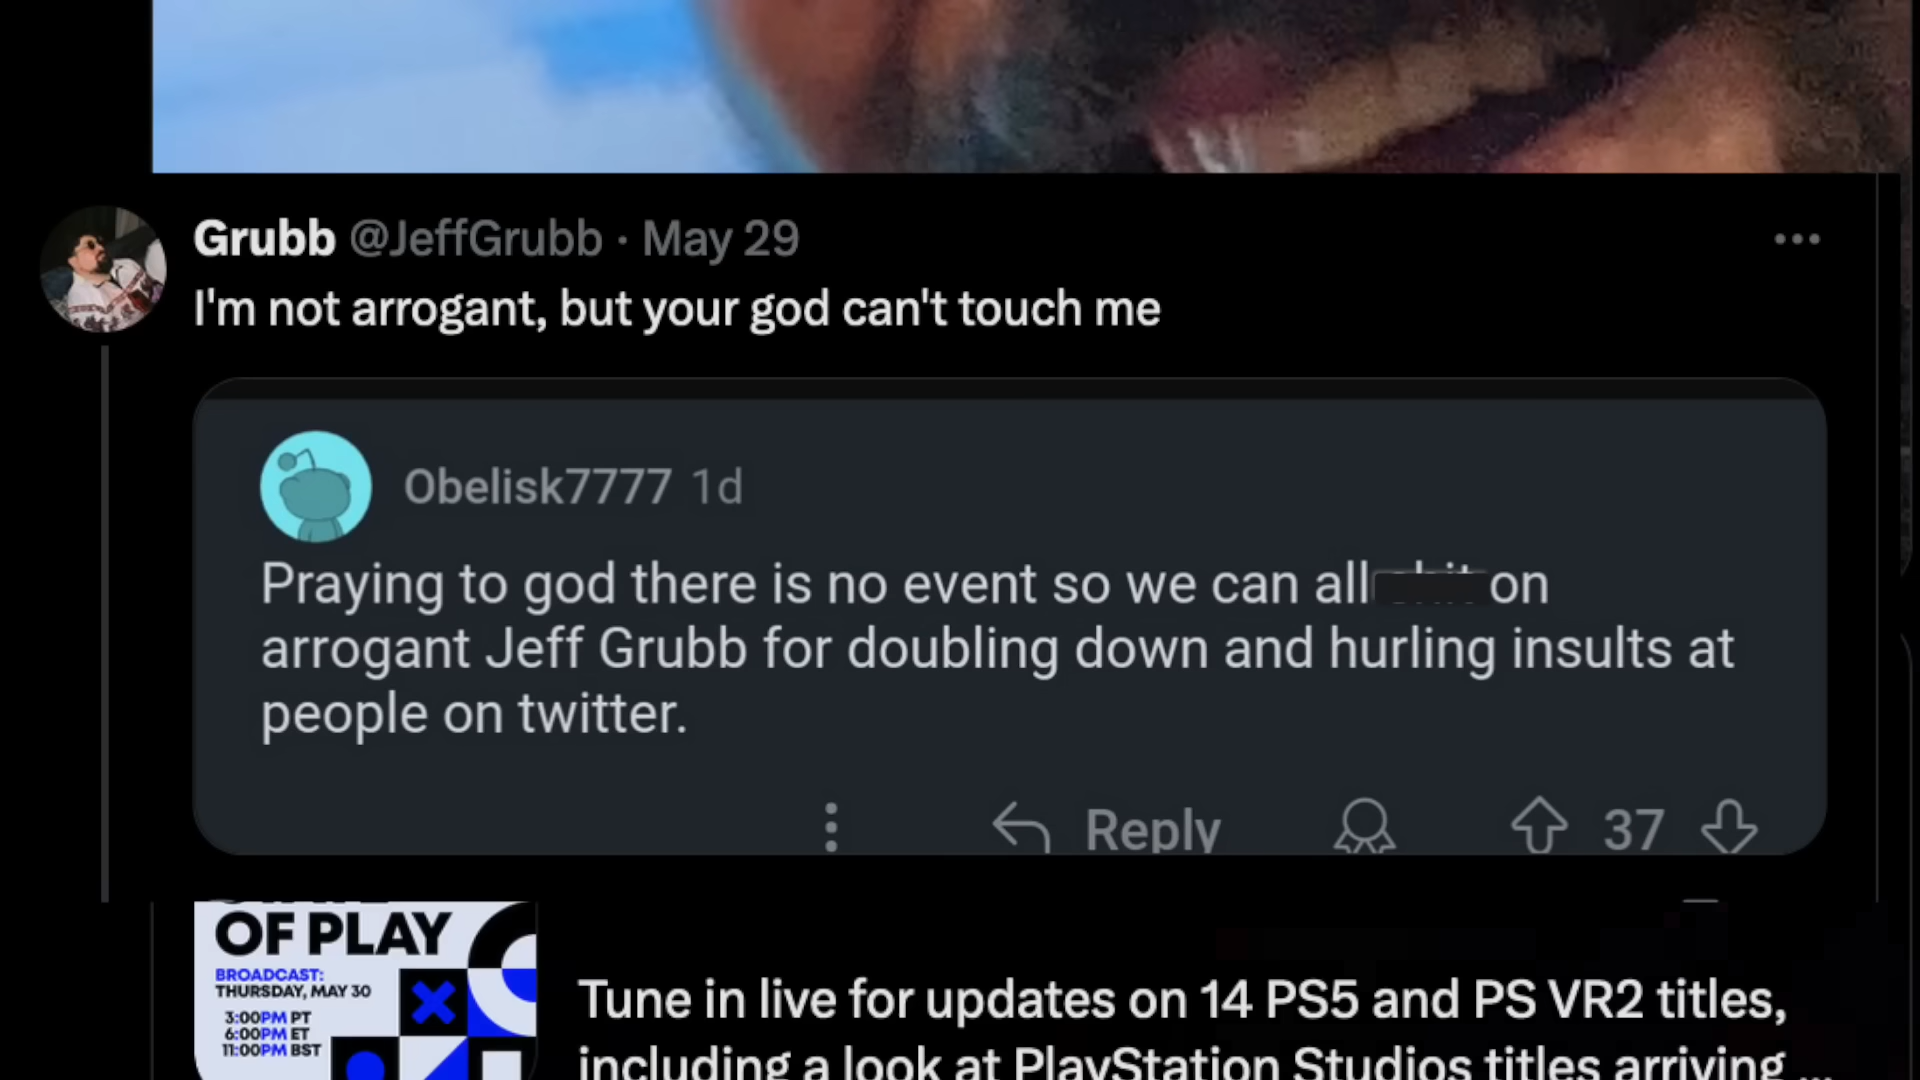 Grubb @JeffGrubb · May 29
I'm not arrogant, but your god can't touch me
Obelisk7777 1d
Praying to god there is no event so we can all on
arrogant Jeff Grubb for doubling down and hurling insults at
people on twitter.
Reply 37
OF PLAY
BROADCAST:
THURSDAY, MAY 30
3:00PM PT
6:00PM ET
11:00PM BST
Tune in live for updates on 14 PS5 and PS VR2 titles,
including a look at PlayStation Studios titles arriving ...